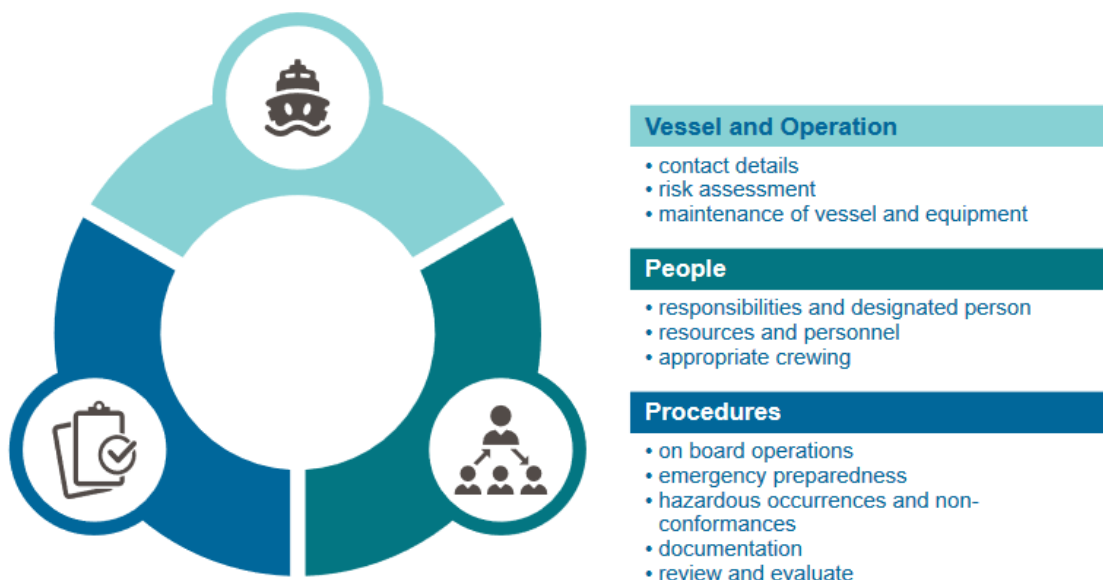 Vessel and Operation
• contact details
• risk assessment
• maintenance of vessel and equipment
People
• responsibilities and designated person
• resources and personnel
• appropriate crewing
Procedures
• on board operations
• emergency preparedness
• hazardous occurrences and non-
conformances
• documentation
• review and evaluate